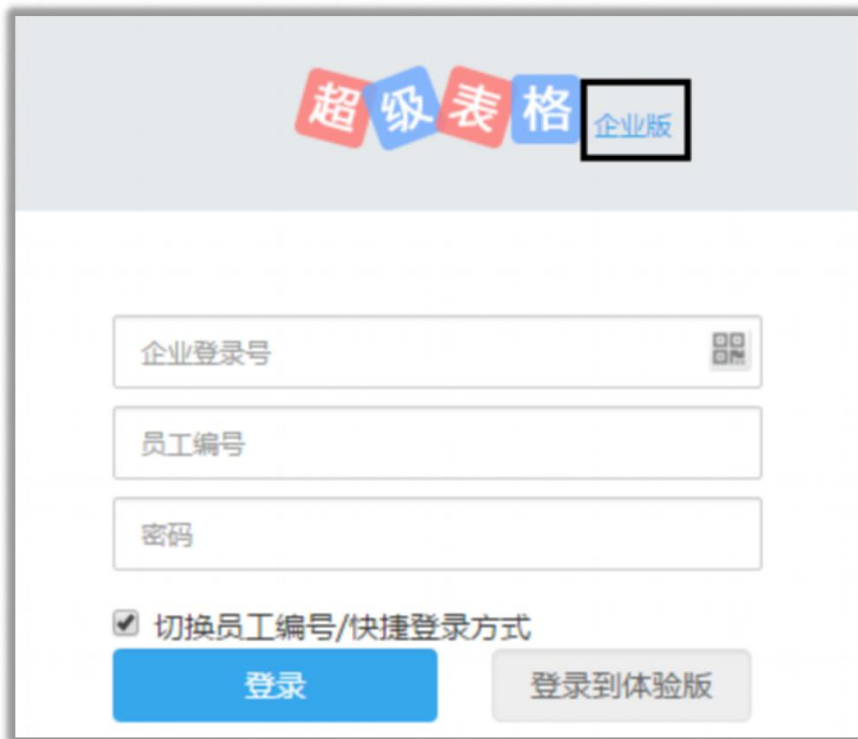 超级表格 企业版
企业登录号
员工编号
密码
切换员工编号/快捷登录方式
登录 登录到体验版